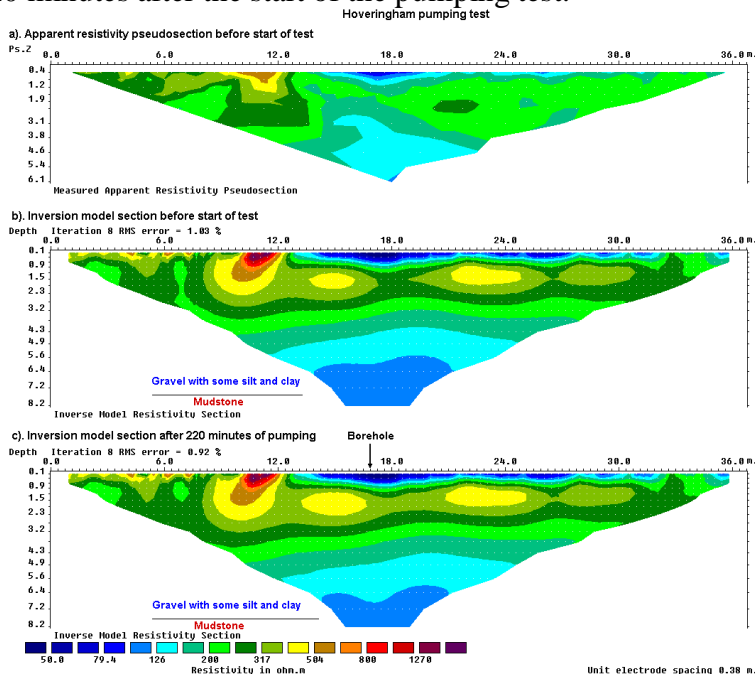 20 minutes after the start of the pumping test.
Hoveringham pumping test
a). Apparent resistivity pseudosection before start of test
Ps.Z
0.0 6.0 12.0 18.0 24.0 30.0 36.0 m.
0.4
1.2
1.9
3.1
3.8
4.6
5.4
6.1
Measured Apparent Resistivity Pseudosection
b). Inversion model section before start of test
Depth Iteration 8 RMS error = 1.03 %
0.0 6.0 12.0 18.0 24.0 30.0 36.0 m.
0.1
0.9
1.5
2.3
3.2
4.3
4.9
5.6
6.4
7.2
8.2
Gravel with some silt and clay
Mudstone
Inverse Model Resistivity Section
c). Inversion model section after 220 minutes of pumping Borehole
Depth Iteration 8 RMS error = 0.92 %
0.0 6.0 12.0 18.0 24.0 30.0 36.0 m.
0.1
0.9
1.5
2.3
3.2
4.3
4.9
5.6
6.4
7.2
8.2
Gravel with some silt and clay
Mudstone
Inverse Model Resistivity Section
50.0 79.4 126 200 317 504 800 1270
Resistivity in ohm.m
Unit electrode spacing 0.38 m.